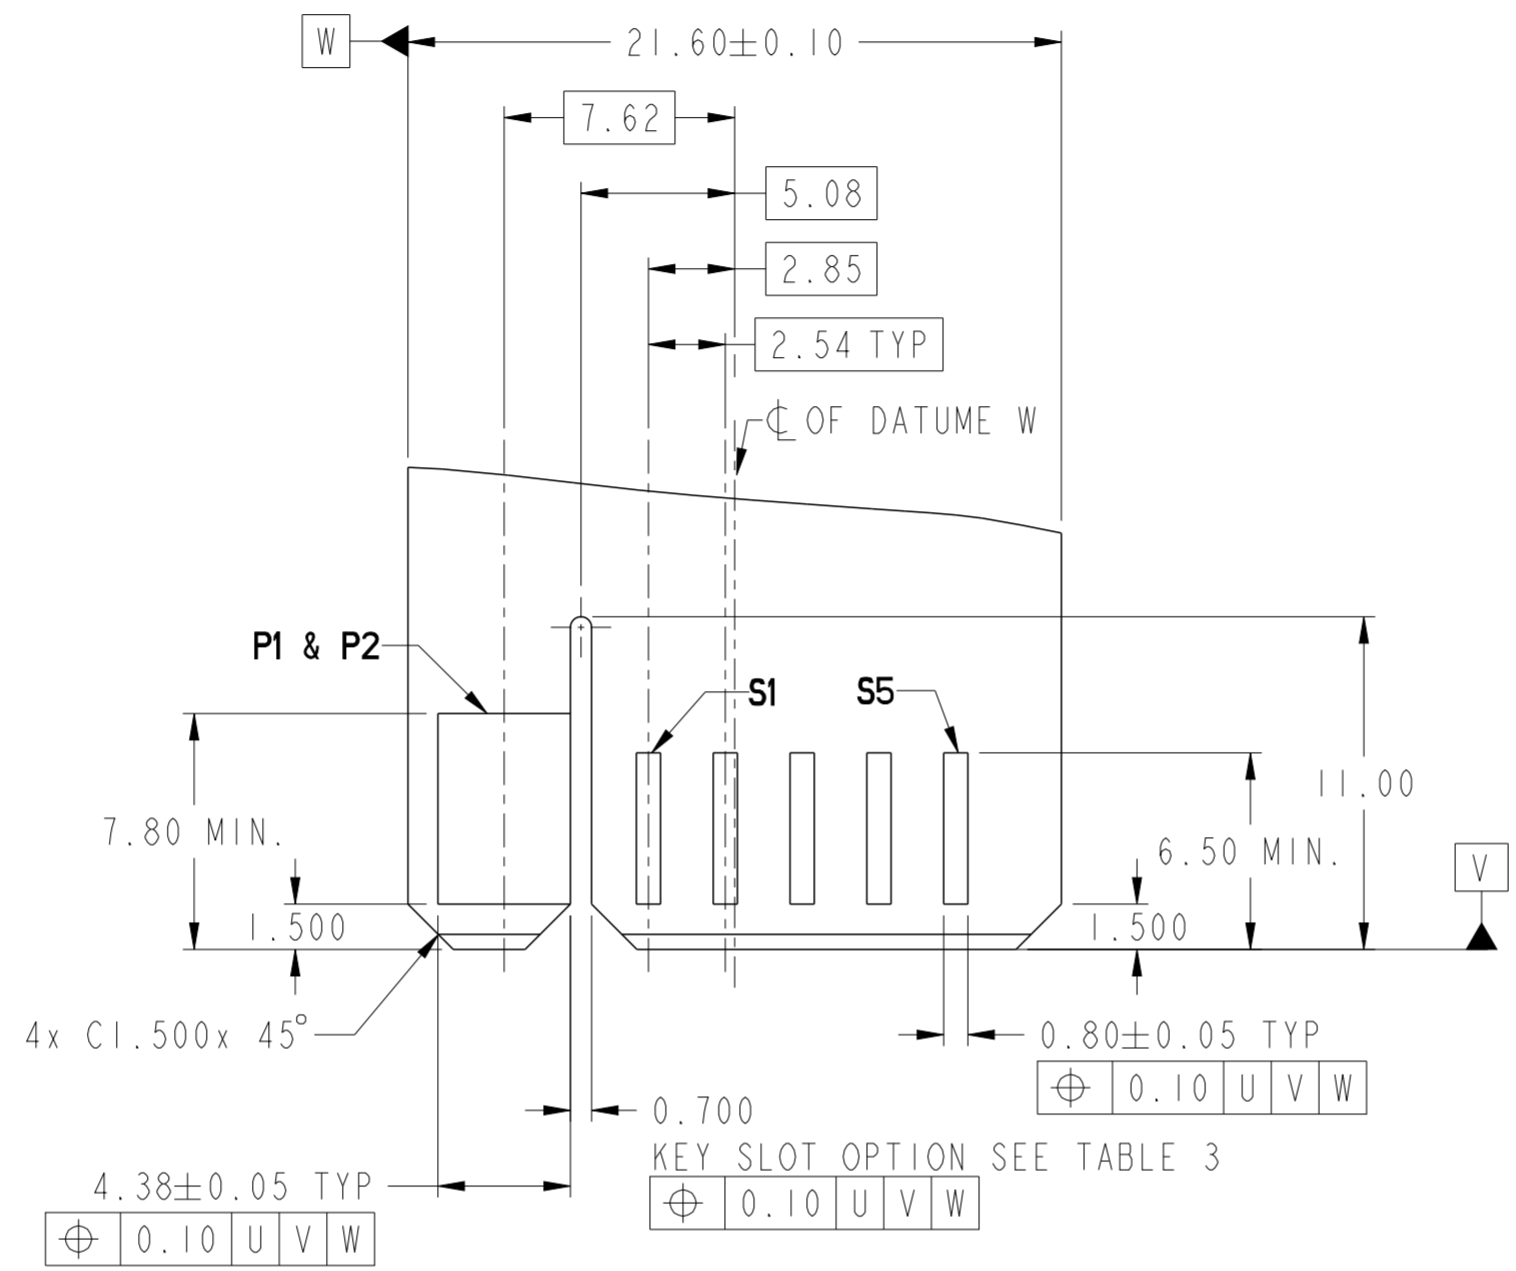 W
21.60±0.10
7.62
5.08
2.85
2.54 TYP
℄ OF DATUME W
P1 & P2
S1
S5
11.00
7.80 MIN.
6.50 MIN.
V
1.500
1.500
4x C1.500x 45°
0.80±0.05 TYP
⌖ 0.10 U V W
0.700
KEY SLOT OPTION SEE TABLE 3
⌖ 0.10 U V W
4.38±0.05 TYP
⌖ 0.10 U V W